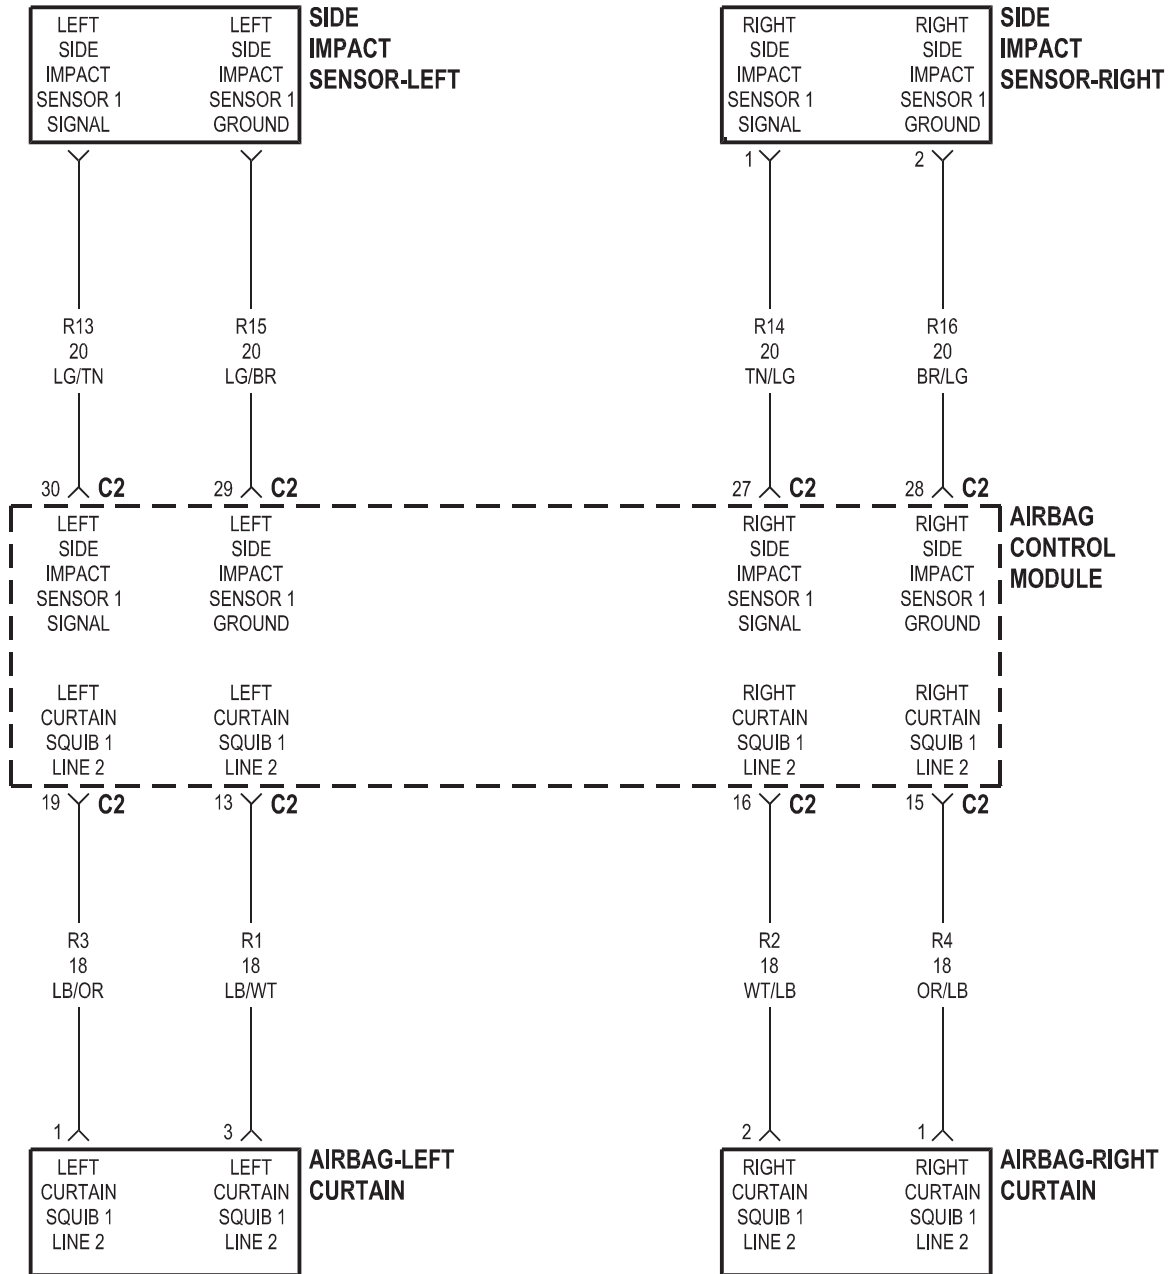 LEFT
SIDE
IMPACT
SENSOR 1
SIGNAL
LEFT
SIDE
IMPACT
SENSOR 1
GROUND
SIDE
IMPACT
SENSOR-LEFT
RIGHT
SIDE
IMPACT
SENSOR 1
SIGNAL
RIGHT
SIDE
IMPACT
SENSOR 1
GROUND
SIDE
IMPACT
SENSOR-RIGHT
1
2
R13
20
LG/TN
R15
20
LG/BR
R14
20
TN/LG
R16
20
BR/LG
30 C2
29 C2
27 C2
28 C2
LEFT
SIDE
IMPACT
SENSOR 1
SIGNAL
LEFT
SIDE
IMPACT
SENSOR 1
GROUND
RIGHT
SIDE
IMPACT
SENSOR 1
SIGNAL
RIGHT
SIDE
IMPACT
SENSOR 1
GROUND
AIRBAG
CONTROL
MODULE
LEFT
CURTAIN
SQUIB 1
LINE 2
LEFT
CURTAIN
SQUIB 1
LINE 2
RIGHT
CURTAIN
SQUIB 1
LINE 2
RIGHT
CURTAIN
SQUIB 1
LINE 2
19 C2
13 C2
16 C2
15 C2
R3
18
LB/OR
R1
18
LB/WT
R2
18
WT/LB
R4
18
OR/LB
1
3
2
1
LEFT
CURTAIN
SQUIB 1
LINE 2
LEFT
CURTAIN
SQUIB 1
LINE 2
AIRBAG-LEFT
CURTAIN
RIGHT
CURTAIN
SQUIB 1
LINE 2
RIGHT
CURTAIN
SQUIB 1
LINE 2
AIRBAG-RIGHT
CURTAIN